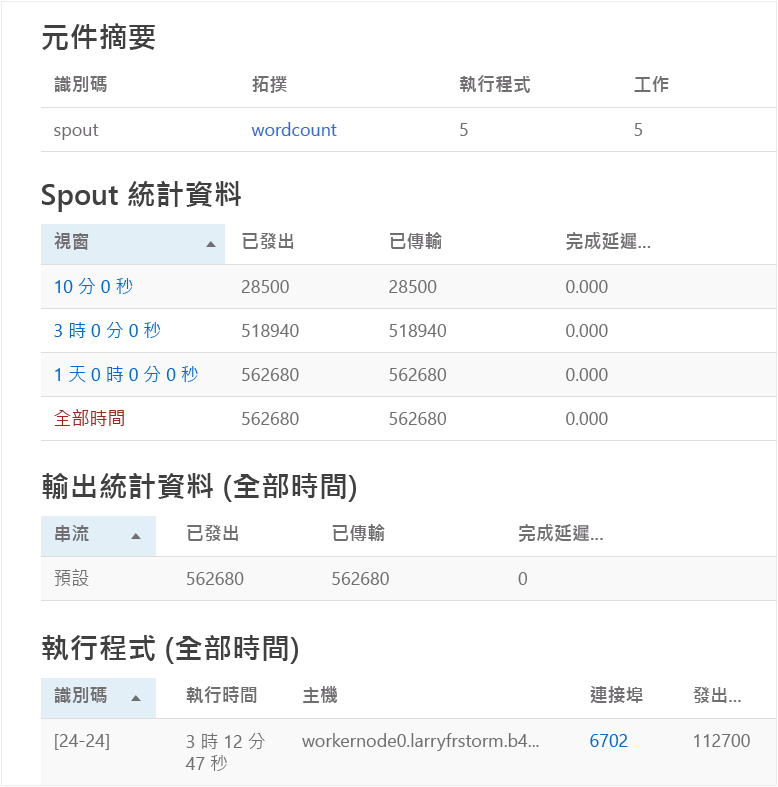 元件摘要
識別碼 拓撲 執行程式 工作
spout wordcount 5 5
Spout 統計資料
視窗 已發出 已傳輸 完成延遲...
10 分 0 秒 28500 28500 0.000
3 時 0 分 0 秒 518940 518940 0.000
1 天 0 時 0 分 0 秒 562680 562680 0.000
全部時間 562680 562680 0.000
輸出統計資料 (全部時間)
串流 已發出 已傳輸 完成延遲...
預設 562680 562680 0
執行程式 (全部時間)
識別碼 執行時間 主機 連接埠 發出...
[24-24] 3 時 12 分 workernode0.larryfrstorm.b4... 6702 112700
47 秒